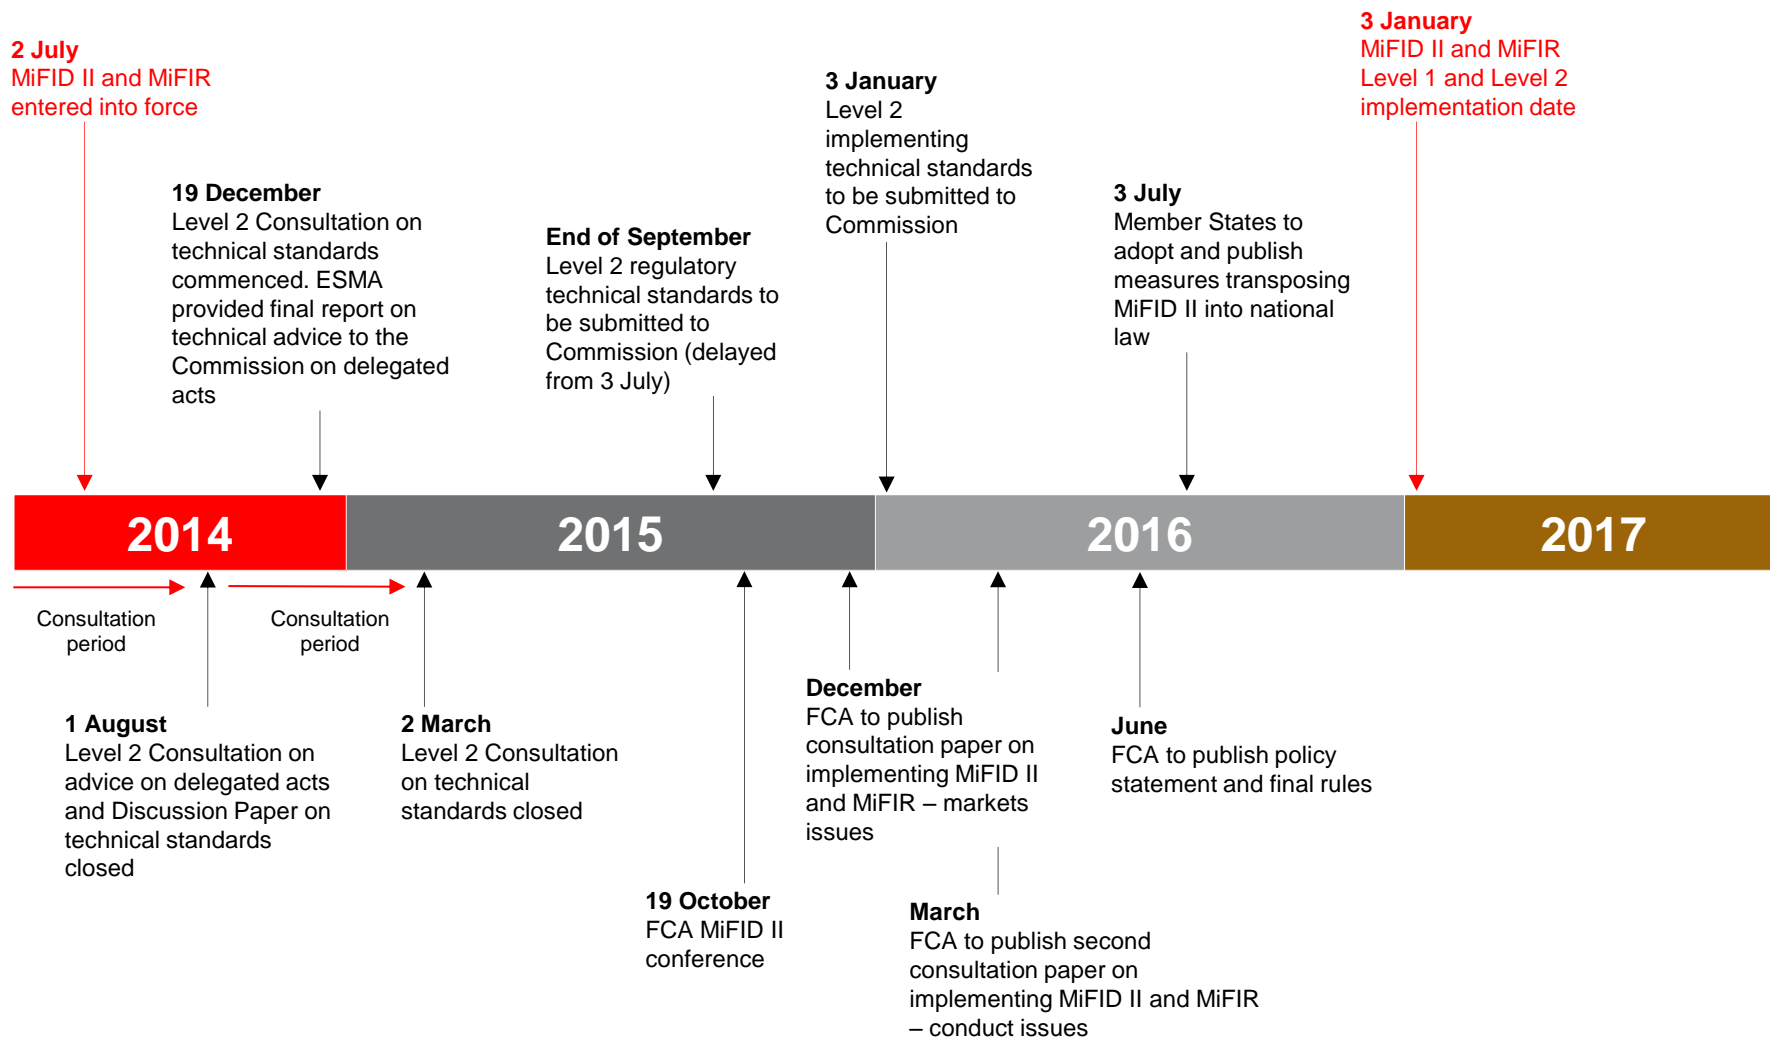 2 July
MiFID II and MiFIR
entered into force
19 December
Level 2 Consultation on
technical standards
commenced. ESMA
provided final report on
technical advice to the
Commission on delegated
acts
End of September
Level 2 regulatory
technical standards to
be submitted to
Commission (delayed
from 3 July)
3 January
Level 2
implementing
technical standards
to be submitted to
Commission
3 July
Member States to
adopt and publish
measures transposing
MiFID II into national
law
3 January
MiFID II and MiFIR
Level 1 and Level 2
implementation date
2014
2015
2016
2017
Consultation
period
Consultation
period
1 August
Level 2 Consultation on
advice on delegated acts
and Discussion Paper on
technical standards
closed
2 March
Level 2 Consultation
on technical
standards closed
19 October
FCA MiFID II
conference
December
FCA to publish
consultation paper on
implementing MiFID II
and MiFIR – markets
issues
March
FCA to publish second
consultation paper on
implementing MiFID II and MiFIR
– conduct issues
June
FCA to publish policy
statement and final rules